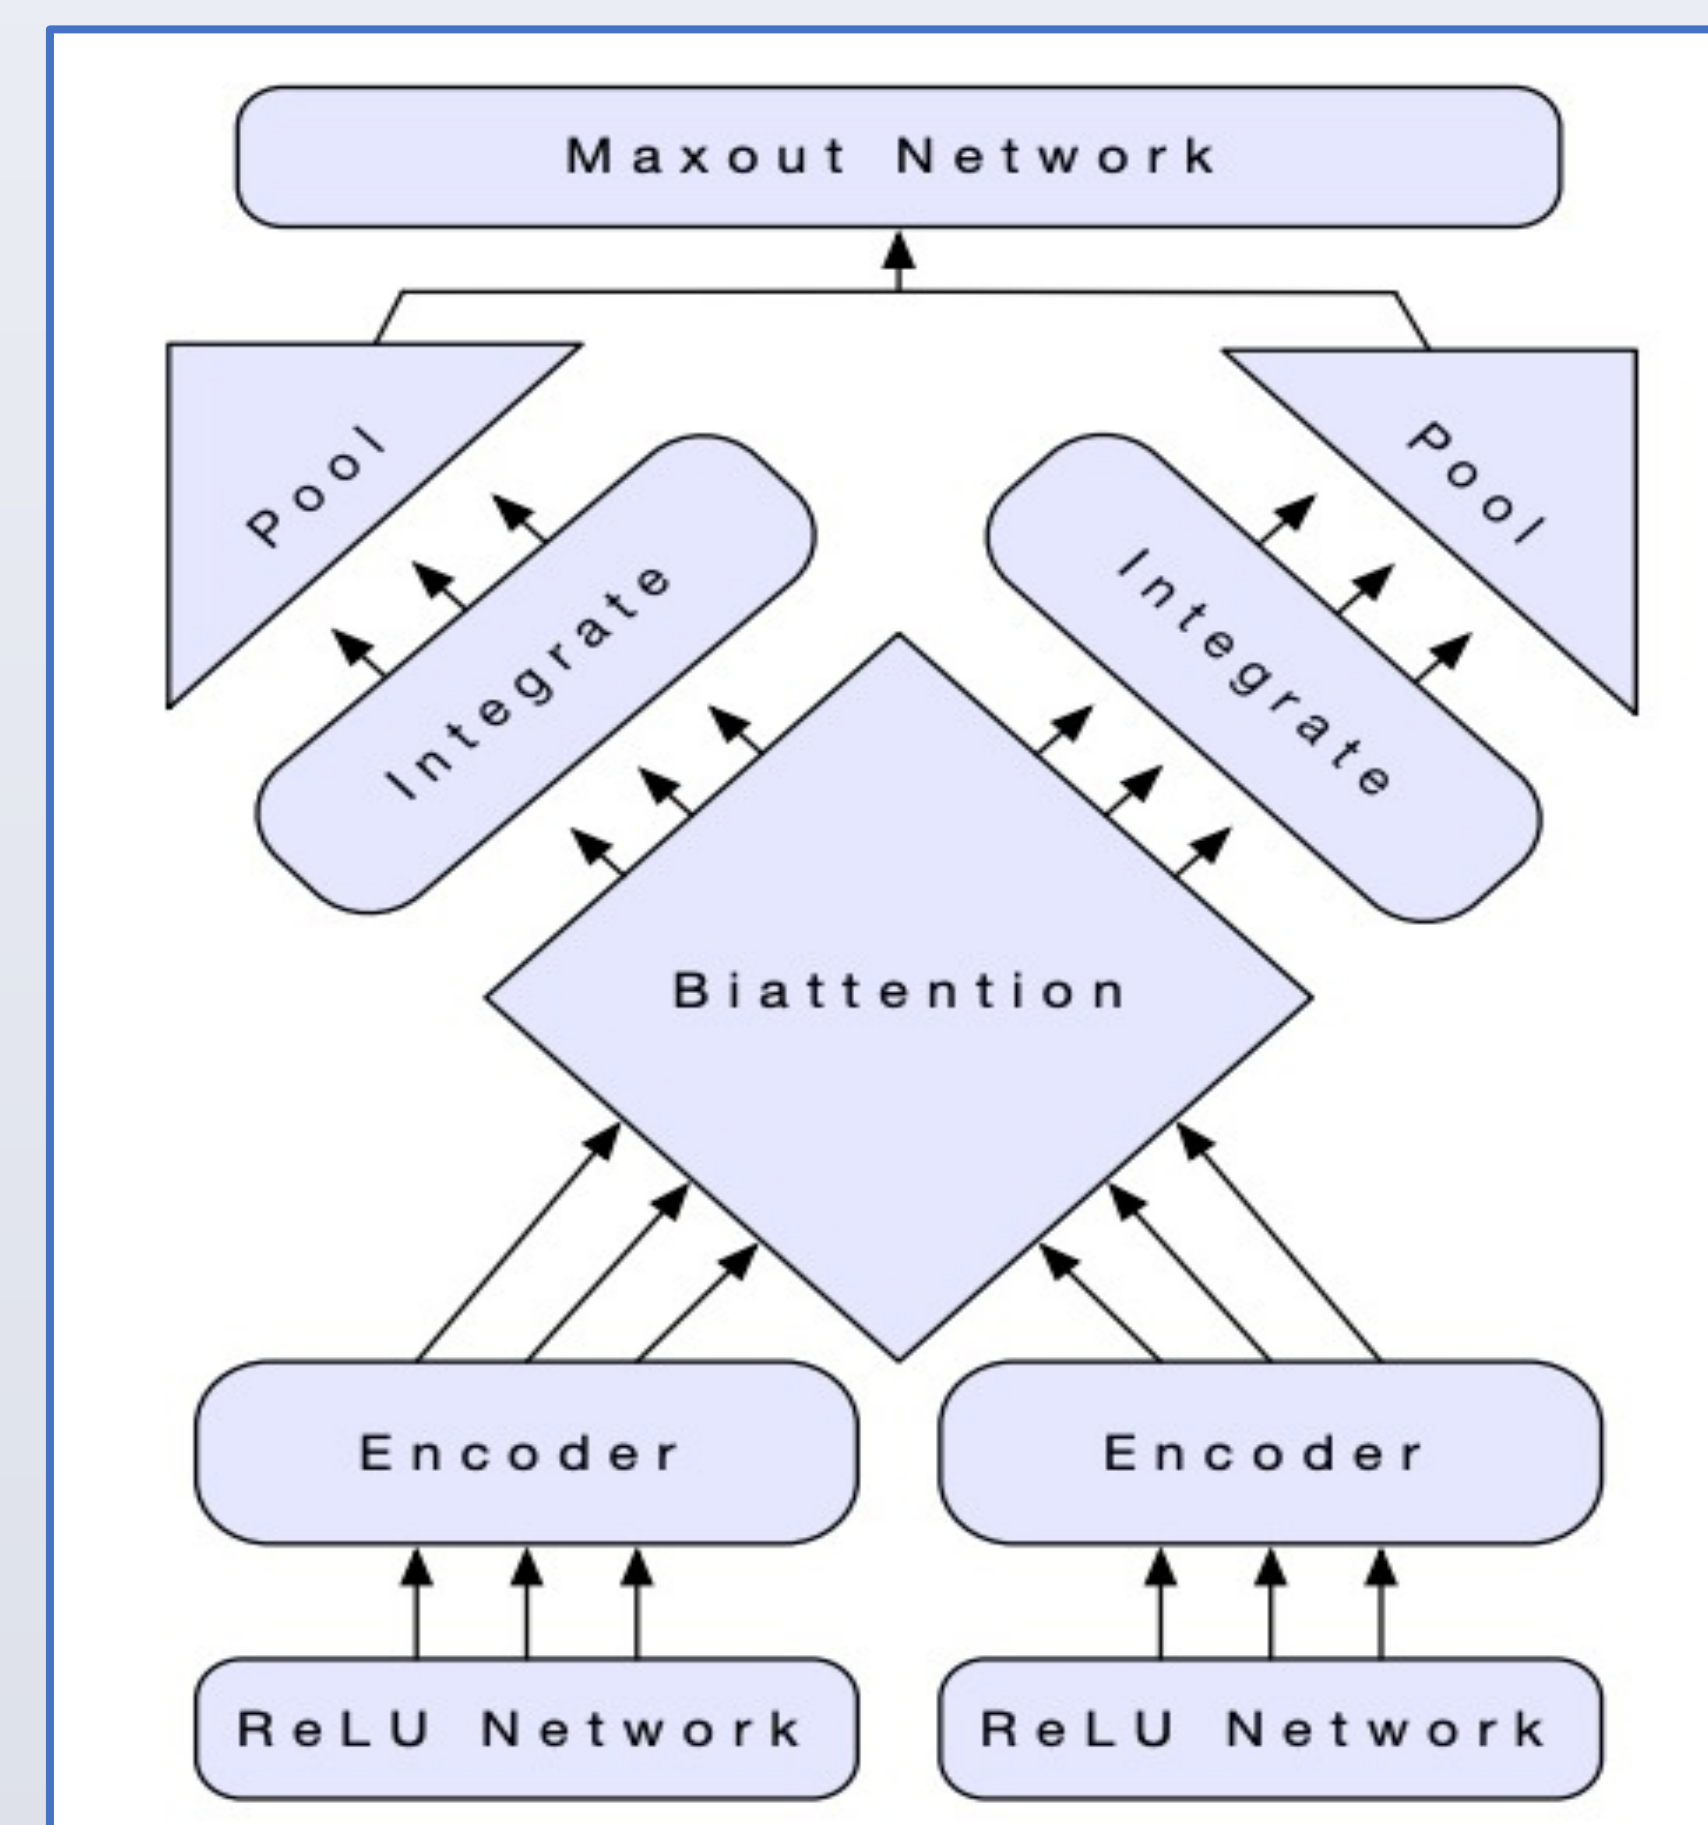 Maxout Network
Pool
Pool
Integrate
Integrate
Biattention
Encoder
Encoder
ReLU Network
ReLU Network